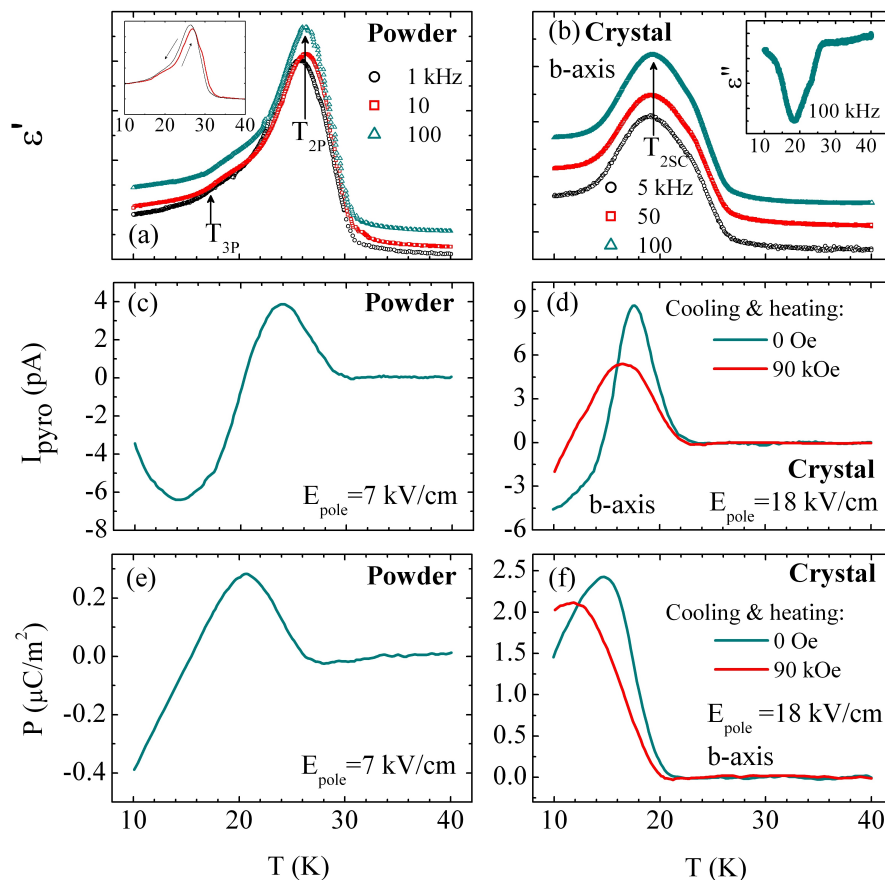 (a)
Powder
1 kHz
10
100
T2P
T3P
ε'
10 20 30 40
(b) Crystal
b-axis
T2SC
5 kHz
50
100
ε''
100 kHz
10 20 30 40
(c)
Powder
Epole=7 kV/cm
Ipyro (pA)
4
2
0
-2
-4
-6
-8
(d)
Cooling & heating:
0 Oe
90 kOe
Crystal
b-axis
Epole=18 kV/cm
9
6
3
0
-3
-6
(e)
Powder
Epole=7 kV/cm
P (μC/m²)
0.2
0.0
-0.2
-0.4
10 20 30 40
T (K)
(f)
Crystal
Cooling & heating:
0 Oe
90 kOe
Epole=18 kV/cm
b-axis
2.5
2.0
1.5
1.0
0.5
0.0
10 20 30 40
T (K)